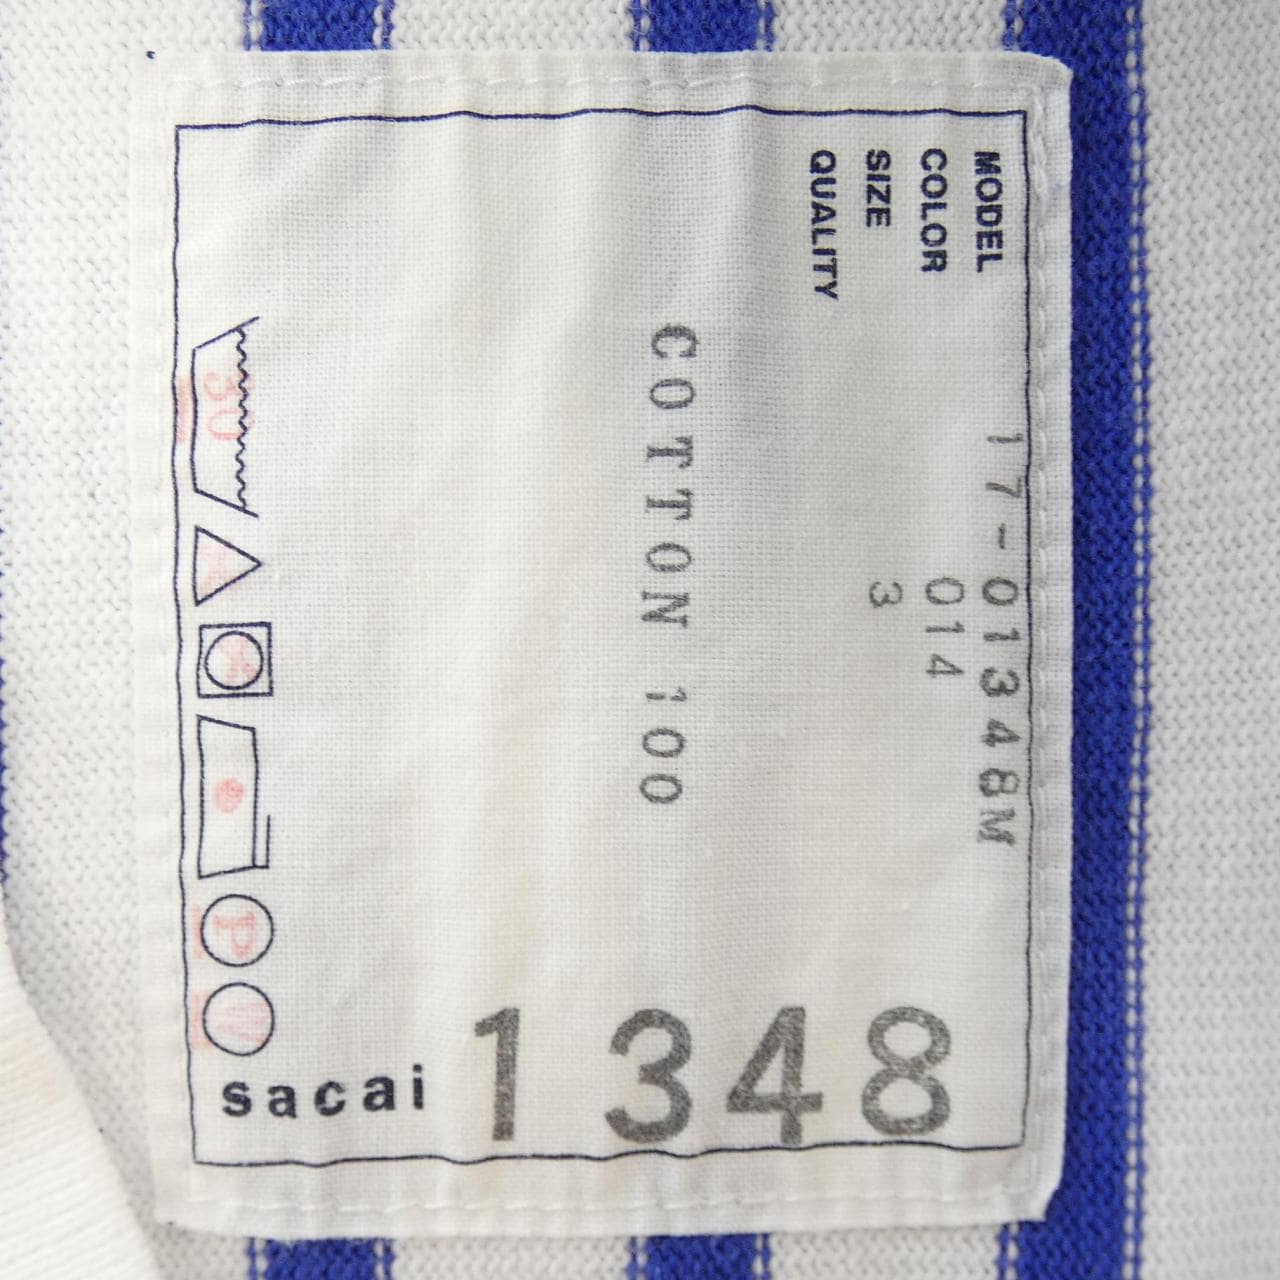 MODEL 17-01348M
COLOR 014
SIZE 3
QUALITY
COTTON 100
30
P
W
sacai
1348